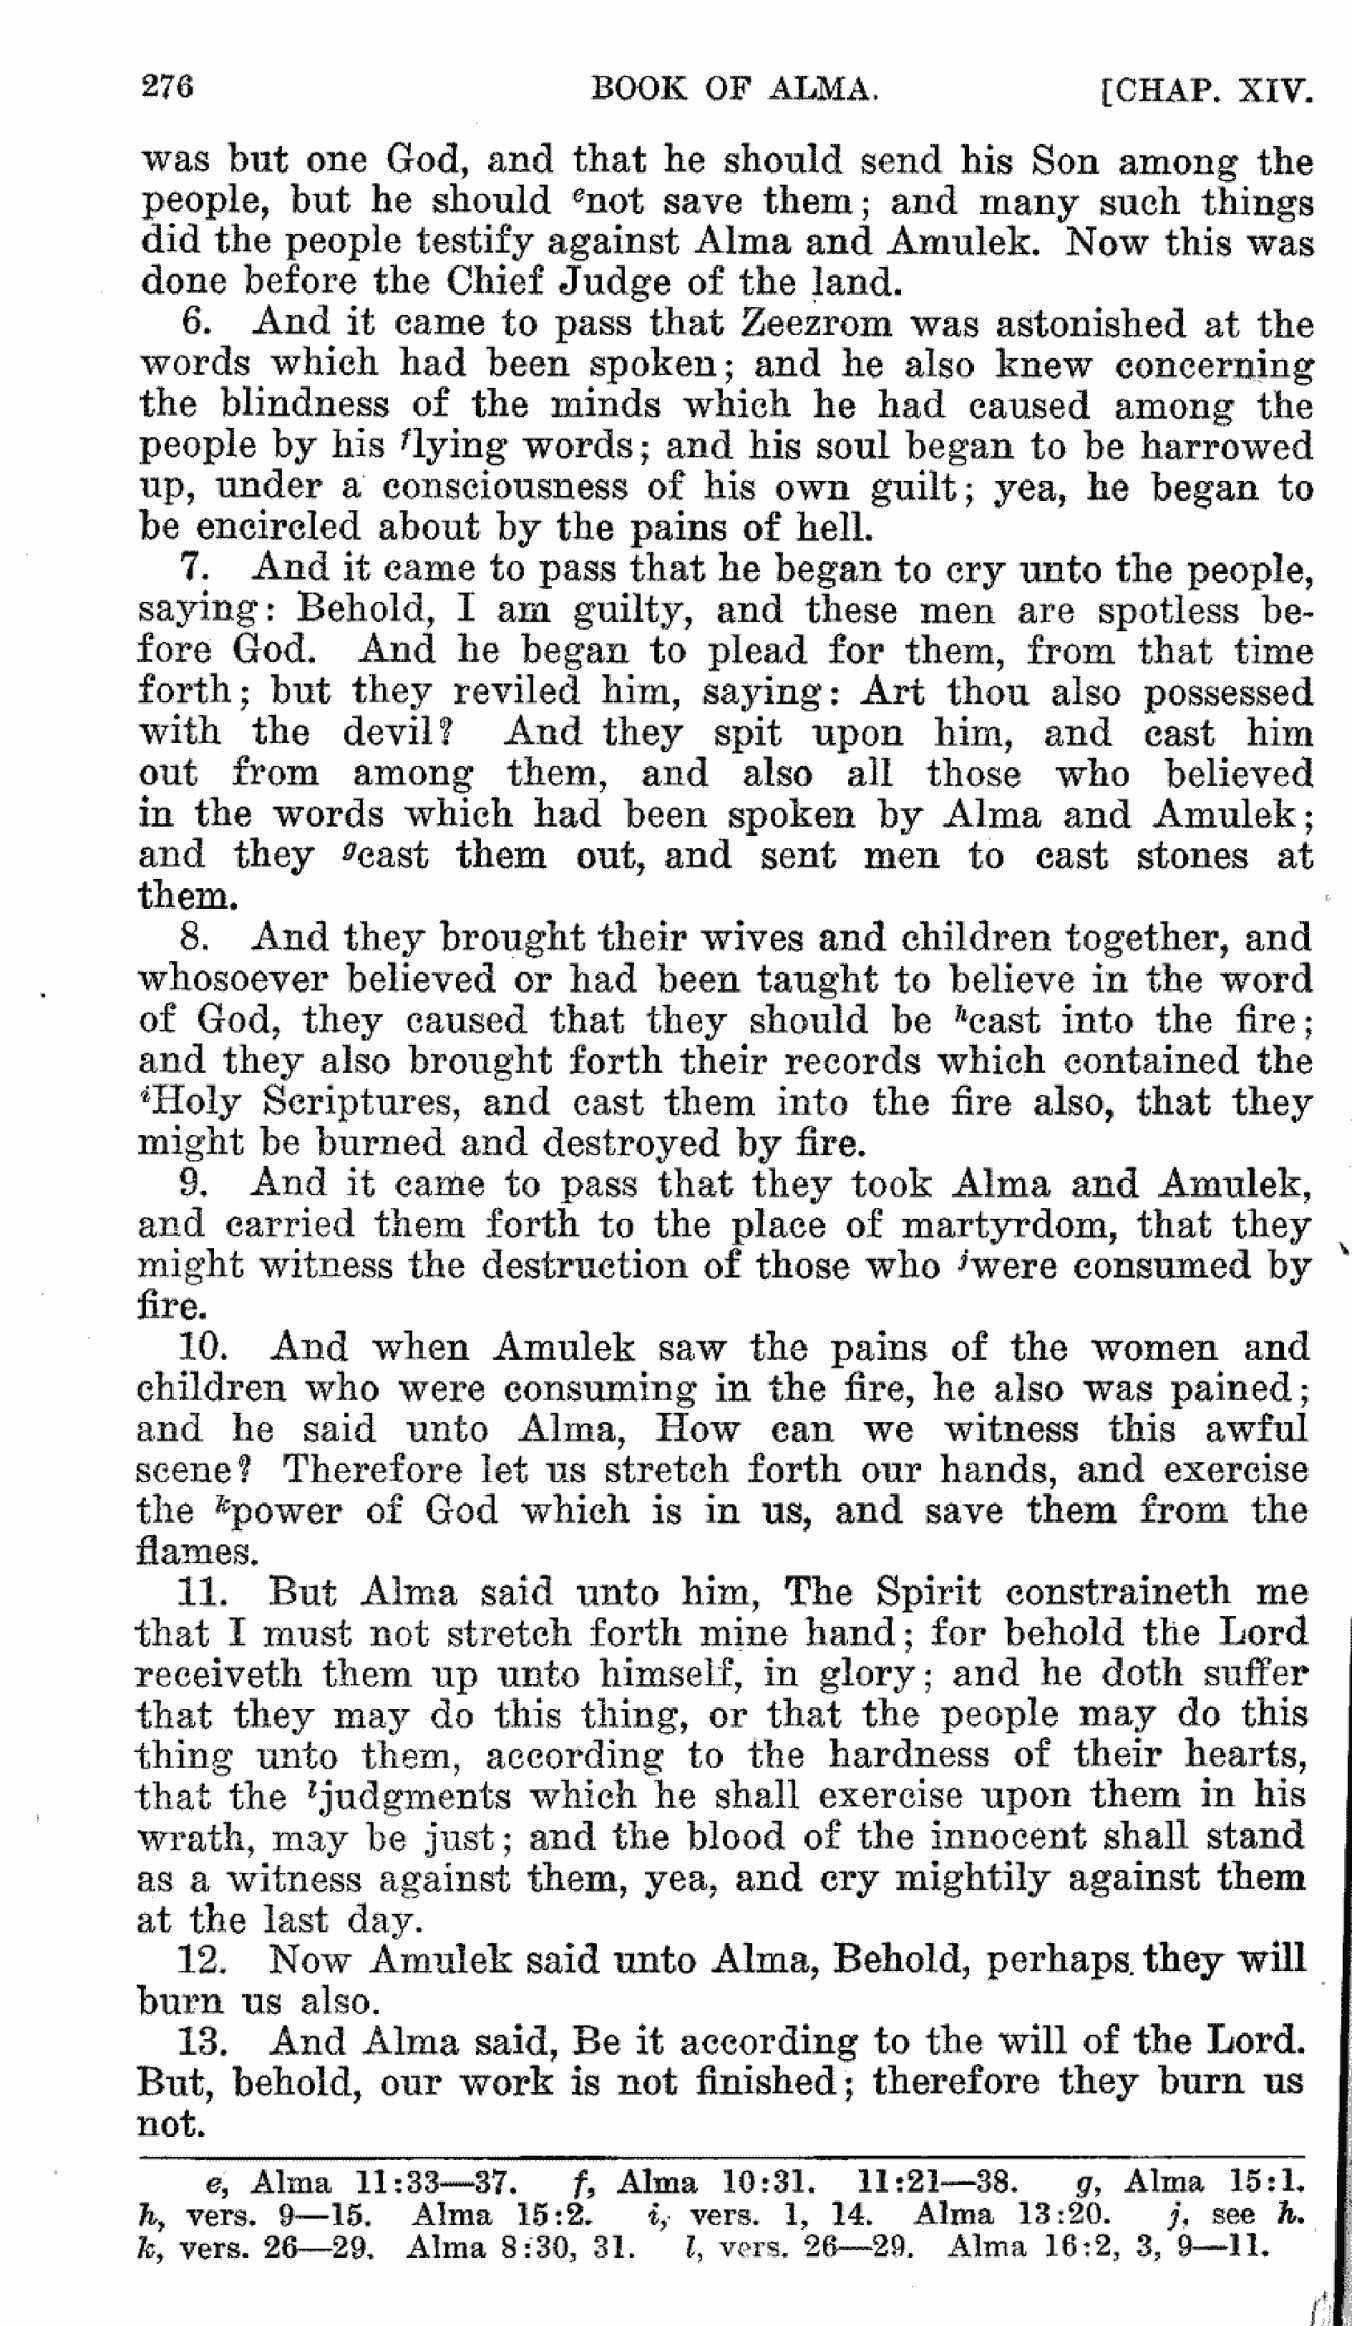 276 BOOK OF ALMA. [CHAP. XIV.
was but one God, and that he should send his Son among the
people, but he should ᵉnot save them; and many such things
did the people testify against Alma and Amulek. Now this was
done before the Chief Judge of the land.
6. And it came to pass that Zeezrom was astonished at the
words which had been spoken; and he also knew concerning
the blindness of the minds which he had caused among the
people by his ᶠlying words; and his soul began to be harrowed
up, under a consciousness of his own guilt; yea, he began to
be encircled about by the pains of hell.
7. And it came to pass that he began to cry unto the people,
saying: Behold, I am guilty, and these men are spotless be-
fore God. And he began to plead for them, from that time
forth; but they reviled him, saying: Art thou also possessed
with the devil? And they spit upon him, and cast him
out from among them, and also all those who believed
in the words which had been spoken by Alma and Amulek;
and they ᵍcast them out, and sent men to cast stones at
them.
8. And they brought their wives and children together, and
whosoever believed or had been taught to believe in the word
of God, they caused that they should be ʰcast into the fire;
and they also brought forth their records which contained the
ⁱHoly Scriptures, and cast them into the fire also, that they
might be burned and destroyed by fire.
9. And it came to pass that they took Alma and Amulek,
and carried them forth to the place of martyrdom, that they
might witness the destruction of those who ʲwere consumed by
fire.
10. And when Amulek saw the pains of the women and
children who were consuming in the fire, he also was pained;
and he said unto Alma, How can we witness this awful
scene? Therefore let us stretch forth our hands, and exercise
the ᵏpower of God which is in us, and save them from the
flames.
11. But Alma said unto him, The Spirit constraineth me
that I must not stretch forth mine hand; for behold the Lord
receiveth them up unto himself, in glory; and he doth suffer
that they may do this thing, or that the people may do this
thing unto them, according to the hardness of their hearts,
that the ˡjudgments which he shall exercise upon them in his
wrath, may be just; and the blood of the innocent shall stand
as a witness against them, yea, and cry mightily against them
at the last day.
12. Now Amulek said unto Alma, Behold, perhaps they will
burn us also.
13. And Alma said, Be it according to the will of the Lord.
But, behold, our work is not finished; therefore they burn us
not.
e, Alma 11:33—37. f, Alma 10:31. 11:21—38. g, Alma 15:1.
h, vers. 9—15. Alma 15:2. i, vers. 1, 14. Alma 13:20. j, see h.
k, vers. 26—29. Alma 8:30, 31. l, vers. 26—29. Alma 16:2, 3, 9—11.